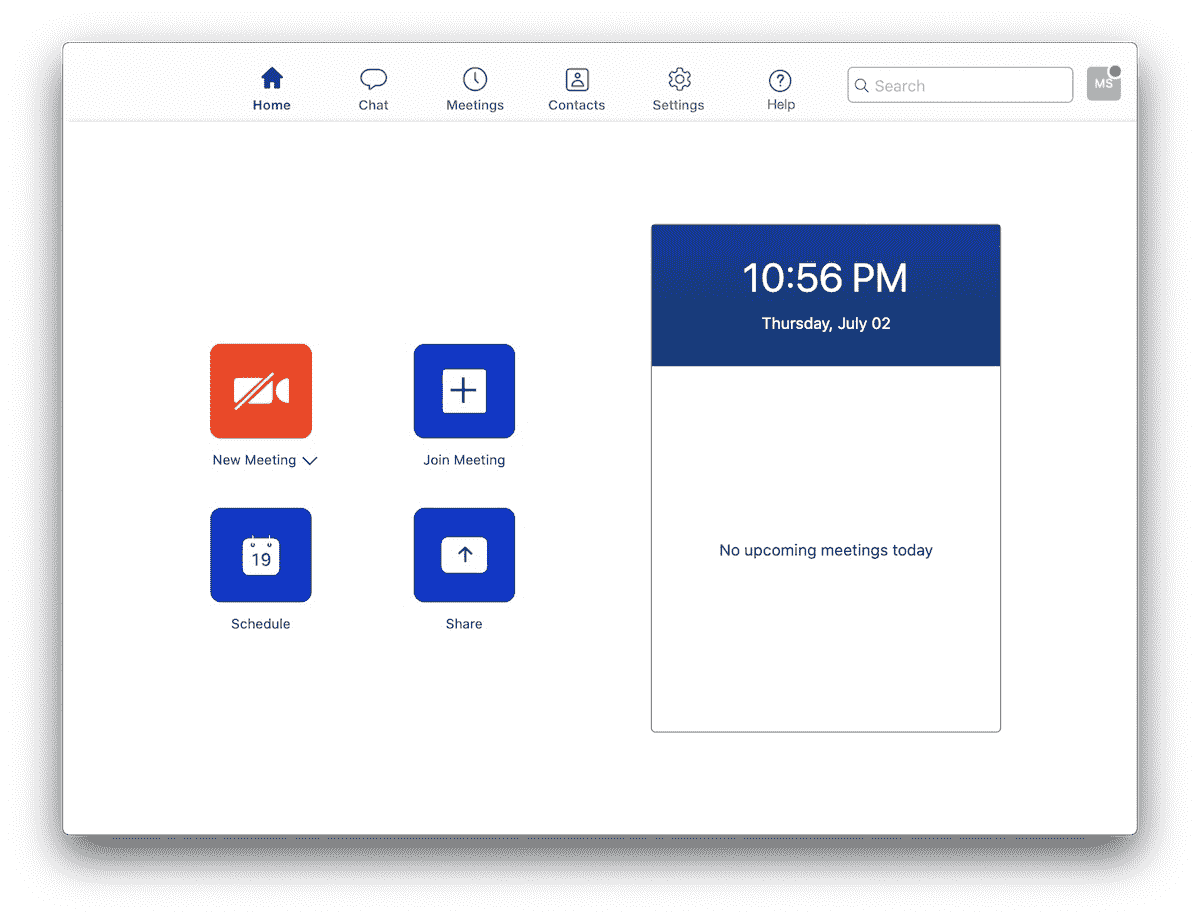 Home
Chat
Meetings
Contacts
Settings
Help
Search
MS
10:56 PM
Thursday, July 02
New Meeting
Join Meeting
19
Schedule
Share
No upcoming meetings today